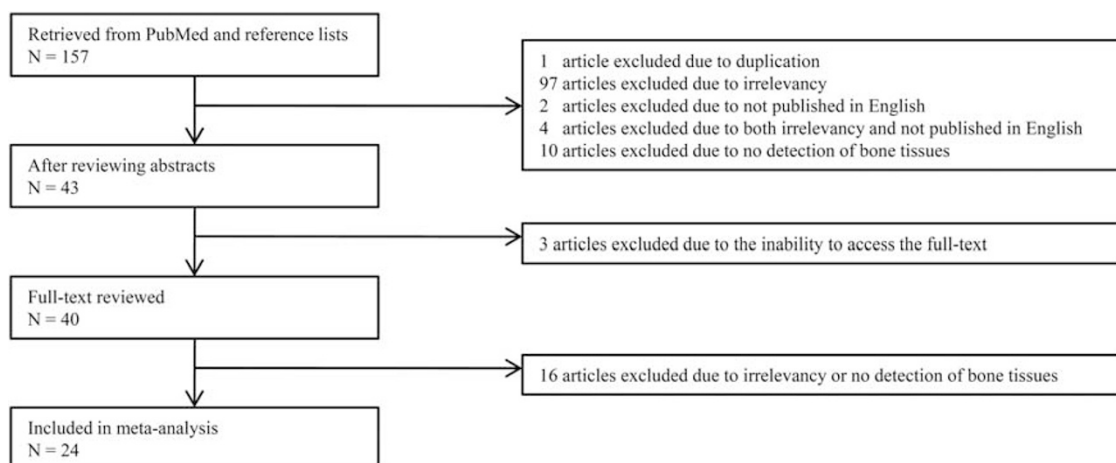 Retrieved from PubMed and reference lists
N = 157
1 article excluded due to duplication
97 articles excluded due to irrelevancy
2 articles excluded due to not published in English
4 articles excluded due to both irrelevancy and not published in English
10 articles excluded due to no detection of bone tissues
After reviewing abstracts
N = 43
3 articles excluded due to the inability to access the full-text
Full-text reviewed
N = 40
16 articles excluded due to irrelevancy or no detection of bone tissues
Included in meta-analysis
N = 24